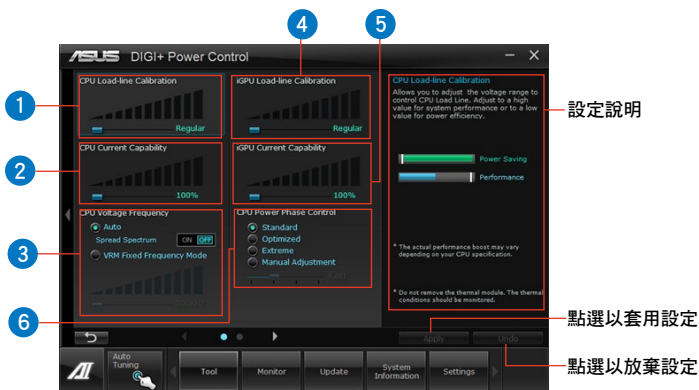 4
5
ASUS DIGI+ Power Control
CPU Load-line Calibration
Regular
iGPU Load-line Calibration
Regular
CPU Load-line Calibration
Allows you to adjust the voltage range to
control CPU Load Line. Adjust to a high
value for system performance or to a low
value for power efficiency.
1
設定說明
CPU Current Capability
100%
iGPU Current Capability
100%
Power Saving
Performance
2
CPU Voltage Frequency
Auto
Spread Spectrum
ON OFF
VRM Fixed Frequency Mode
CPU Power Phase Control
Standard
Optimized
Extreme
Manual Adjustment
Fast
3
* The actual performance boost may vary
depending on your CPU specification.
* Do not remove the thermal module. The thermal
conditions should be monitored.
6
Apply
Undo
點選以套用設定
點選以放棄設定
AI
Auto
Tuning
Tool
Monitor
Update
System
Information
Settings